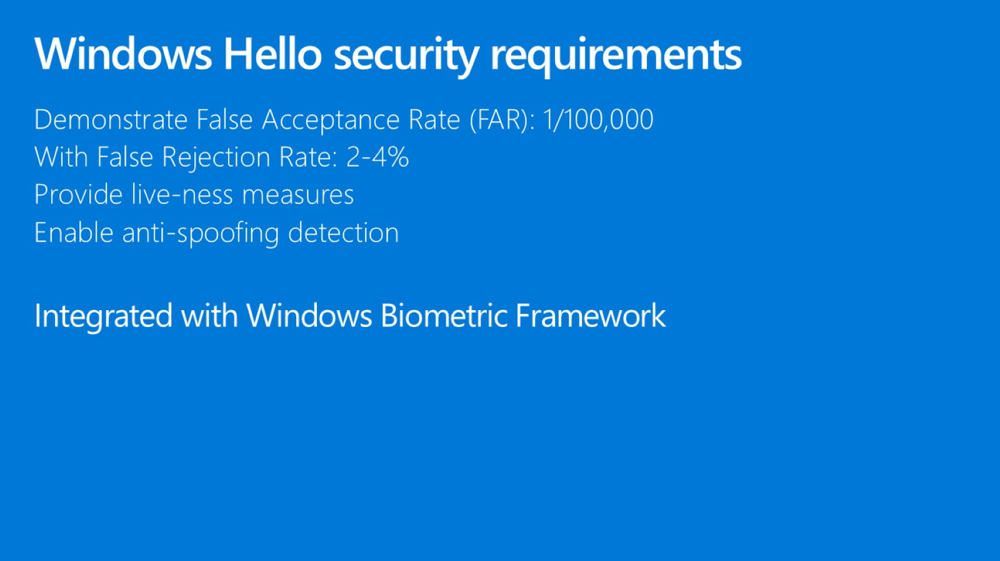 Windows Hello security requirements
Demonstrate False Acceptance Rate (FAR): 1/100,000
With False Rejection Rate: 2-4%
Provide live-ness measures
Enable anti-spoofing detection
Integrated with Windows Biometric Framework